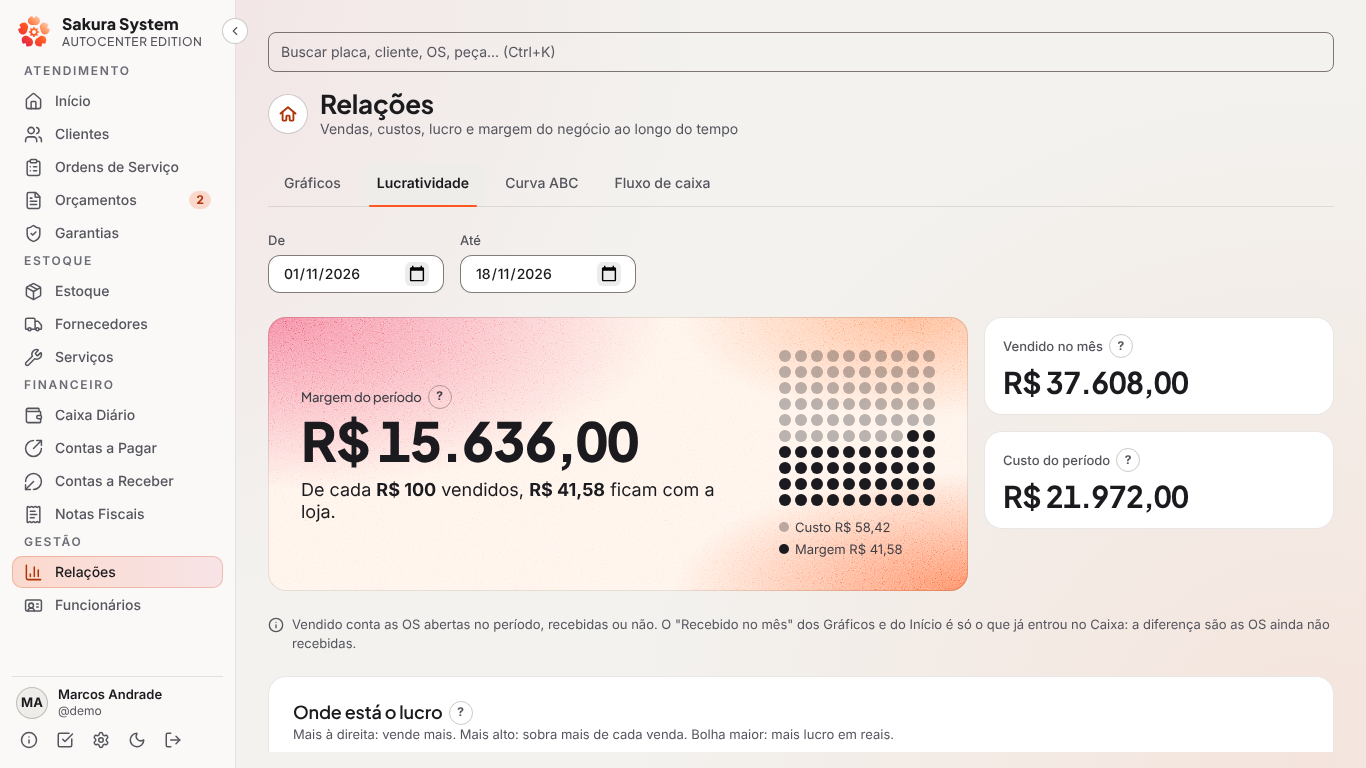 Sakura System
AUTOCENTER EDITION
ATENDIMENTO
Início
Clientes
Ordens de Serviço
Orçamentos
2
Garantias
ESTOQUE
Estoque
Fornecedores
Serviços
FINANCEIRO
Caixa Diário
Contas a Pagar
Contas a Receber
Notas Fiscais
GESTÃO
Relações
Funcionários
MA
Marcos Andrade
@demo
Buscar placa, cliente, OS, peça... (Ctrl+K)
Relações
Vendas, custos, lucro e margem do negócio ao longo do tempo
Gráficos
Lucratividade
Curva ABC
Fluxo de caixa
De
Até
01/11/2026
18/11/2026
Margem do período ?
R$ 15.636,00
De cada R$ 100 vendidos, R$ 41,58 ficam com a
loja.
Custo R$ 58,42
Margem R$ 41,58
Vendido no mês ?
R$ 37.608,00
Custo do período ?
R$ 21.972,00
Vendido conta as OS abertas no período, recebidas ou não. O "Recebido no mês" dos Gráficos e do Início é só o que já entrou no Caixa: a diferença são as OS ainda não
recebidas.
Onde está o lucro ?
Mais à direita: vende mais. Mais alto: sobra mais de cada venda. Bolha maior: mais lucro em reais.